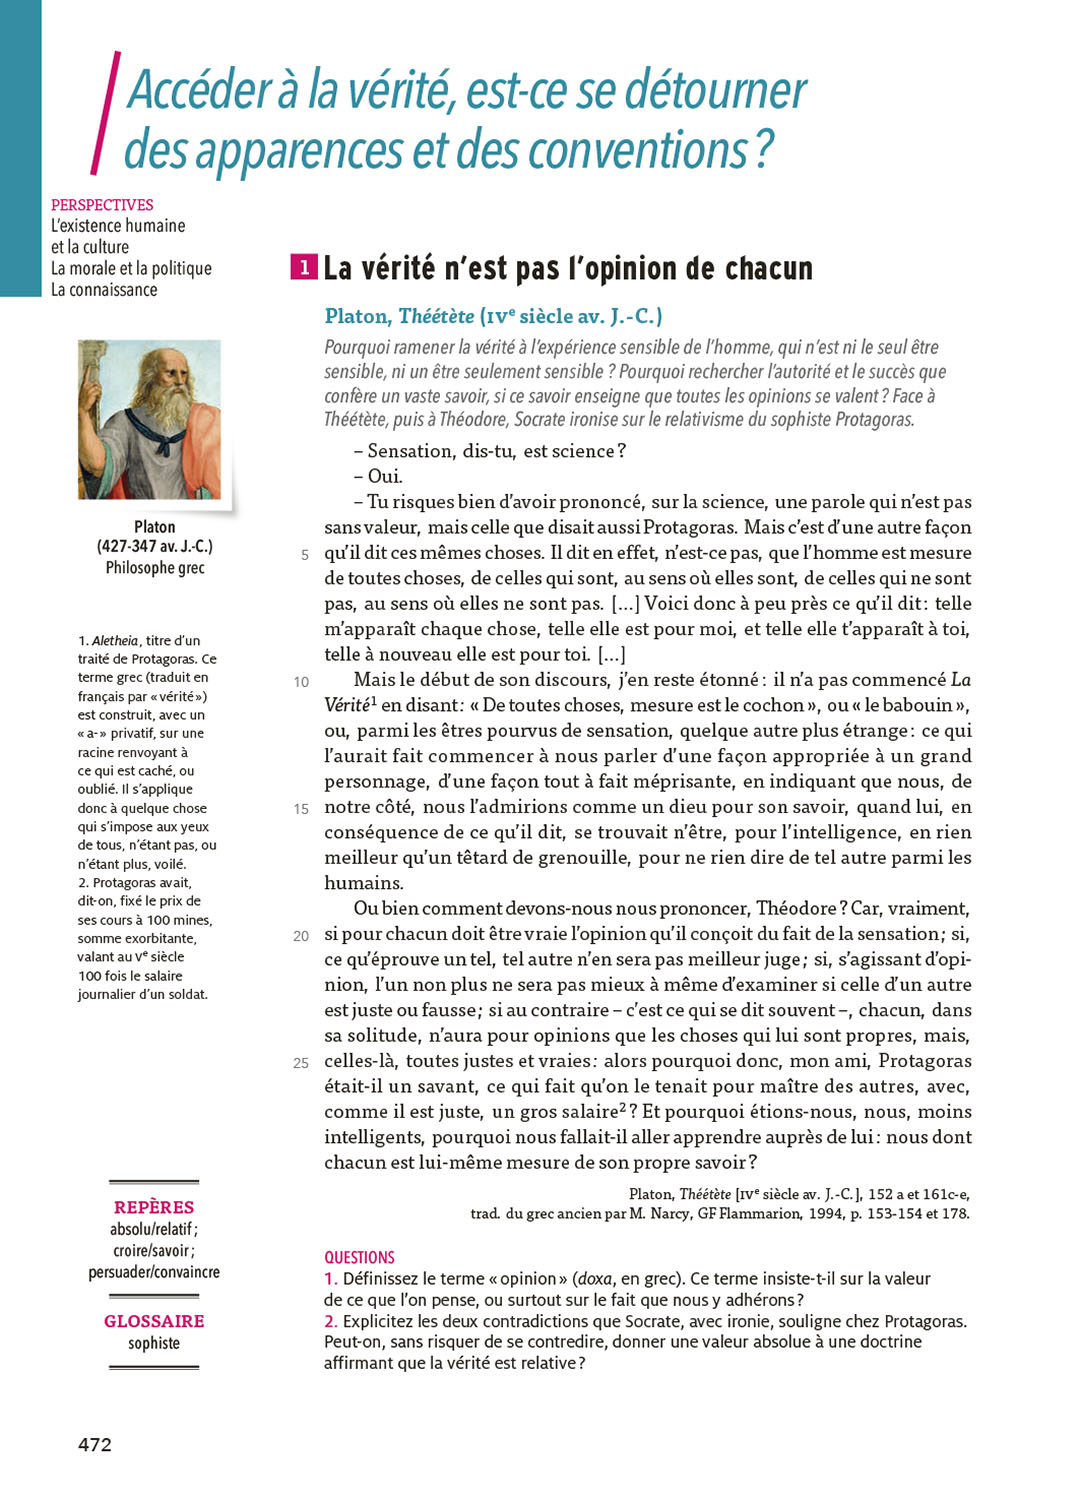 Accéder à la vérité, est-ce se détourner
des apparences et des conventions ?
PERSPECTIVES
L'existence humaine
et la culture
La morale et la politique
La connaissance
1 La vérité n'est pas l'opinion de chacun
Platon, Théétète (IVe siècle av. J.-C.)
Pourquoi ramener la vérité à l'expérience sensible de l'homme, qui n'est ni le seul être
sensible, ni un être seulement sensible ? Pourquoi rechercher l'autorité et le succès que
confère un vaste savoir, si ce savoir enseigne que toutes les opinions se valent ? Face à
Théétète, puis à Théodore, Socrate ironise sur le relativisme du sophiste Protagoras.
Platon
(427-347 av. J.-C.)
Philosophe grec
– Sensation, dis-tu, est science ?
– Oui.
– Tu risques bien d'avoir prononcé, sur la science, une parole qui n'est pas
sans valeur, mais celle que disait aussi Protagoras. Mais c'est d'une autre façon
5 qu'il dit ces mêmes choses. Il dit en effet, n'est-ce pas, que l'homme est mesure
de toutes choses, de celles qui sont, au sens où elles sont, de celles qui ne sont
pas, au sens où elles ne sont pas. [...] Voici donc à peu près ce qu'il dit : telle
m'apparaît chaque chose, telle elle est pour moi, et telle elle t'apparaît à toi,
telle à nouveau elle est pour toi. [...]
10 Mais le début de son discours, j'en reste étonné : il n'a pas commencé La
Vérité1 en disant : « De toutes choses, mesure est le cochon », ou « le babouin »,
ou, parmi les êtres pourvus de sensation, quelque autre plus étrange : ce qui
l'aurait fait commencer à nous parler d'une façon appropriée à un grand
personnage, d'une façon tout à fait méprisante, en indiquant que nous, de
15 notre côté, nous l'admirions comme un dieu pour son savoir, quand lui, en
conséquence de ce qu'il dit, se trouvait n'être, pour l'intelligence, en rien
meilleur qu'un têtard de grenouille, pour ne rien dire de tel autre parmi les
humains.
Ou bien comment devons-nous nous prononcer, Théodore ? Car, vraiment,
20 si pour chacun doit être vraie l'opinion qu'il conçoit du fait de la sensation ; si,
ce qu'éprouve un tel, tel autre n'en sera pas meilleur juge ; si, s'agissant d'opi-
nion, l'un non plus ne sera pas mieux à même d'examiner si celle d'un autre
est juste ou fausse ; si au contraire – c'est ce qui se dit souvent –, chacun, dans
sa solitude, n'aura pour opinions que les choses qui lui sont propres, mais,
25 celles-là, toutes justes et vraies : alors pourquoi donc, mon ami, Protagoras
était-il un savant, ce qui fait qu'on le tenait pour maître des autres, avec,
comme il est juste, un gros salaire2 ? Et pourquoi étions-nous, nous, moins
intelligents, pourquoi nous fallait-il aller apprendre auprès de lui : nous dont
chacun est lui-même mesure de son propre savoir ?
Platon, Théétète [IVe siècle av. J.-C.], 152 a et 161c-e,
trad. du grec ancien par M. Narcy, GF Flammarion, 1994, p. 153-154 et 178.
1. Aletheia, titre d'un
traité de Protagoras. Ce
terme grec (traduit en
français par « vérité »)
est construit, avec un
« a- » privatif, sur une
racine renvoyant à
ce qui est caché, ou
oublié. Il s'applique
donc à quelque chose
qui s'impose aux yeux
de tous, n'étant pas, ou
n'étant plus, voilé.
2. Protagoras avait,
dit-on, fixé le prix de
ses cours à 100 mines,
somme exorbitante,
valant au Ve siècle
100 fois le salaire
journalier d'un soldat.
REPÈRES
absolu/relatif ;
croire/savoir ;
persuader/convaincre
GLOSSAIRE
sophiste
QUESTIONS
1. Définissez le terme « opinion » (doxa, en grec). Ce terme insiste-t-il sur la valeur
de ce que l'on pense, ou surtout sur le fait que nous y adhérons ?
2. Explicitez les deux contradictions que Socrate, avec ironie, souligne chez Protagoras.
Peut-on, sans risquer de se contredire, donner une valeur absolue à une doctrine
affirmant que la vérité est relative ?
472